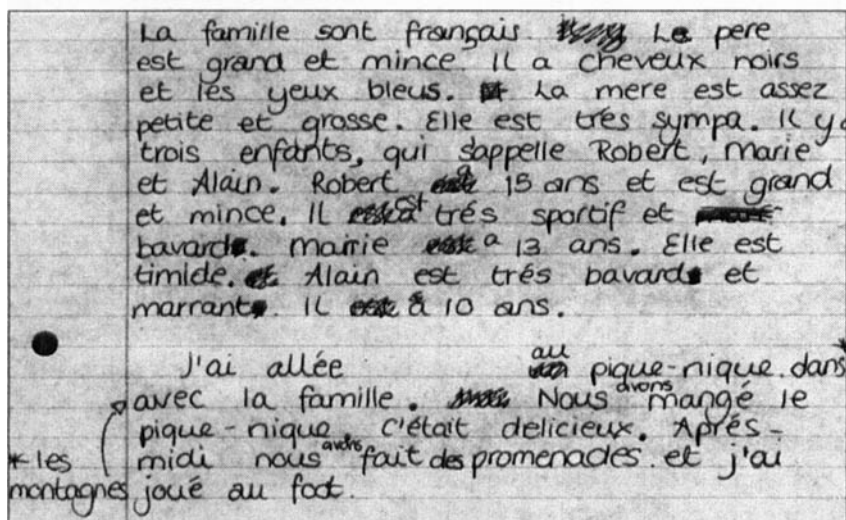 La famille sont français Le pere
est grand et mince Il a cheveux noirs
et les yeux bleus. La mere est assez
petite et grosse. Elle est trés sympa. Il y a
trois enfants, qui s'appelle Robert, Marie
et Alain. Robert a 15 ans et est grand
et mince. Il est trés sportif et
bavard. mairie a 13 ans. Elle est
timide. Alain est trés bavard et
marrant. Il à 10 ans.
J'ai allée au pique-nique dans *
avec la famille. Nous avons mangé le
pique-nique. C'était delicieux. Aprés-
midi nous avons fait des promenades et j'ai
joué au foot.
* les
montagnes